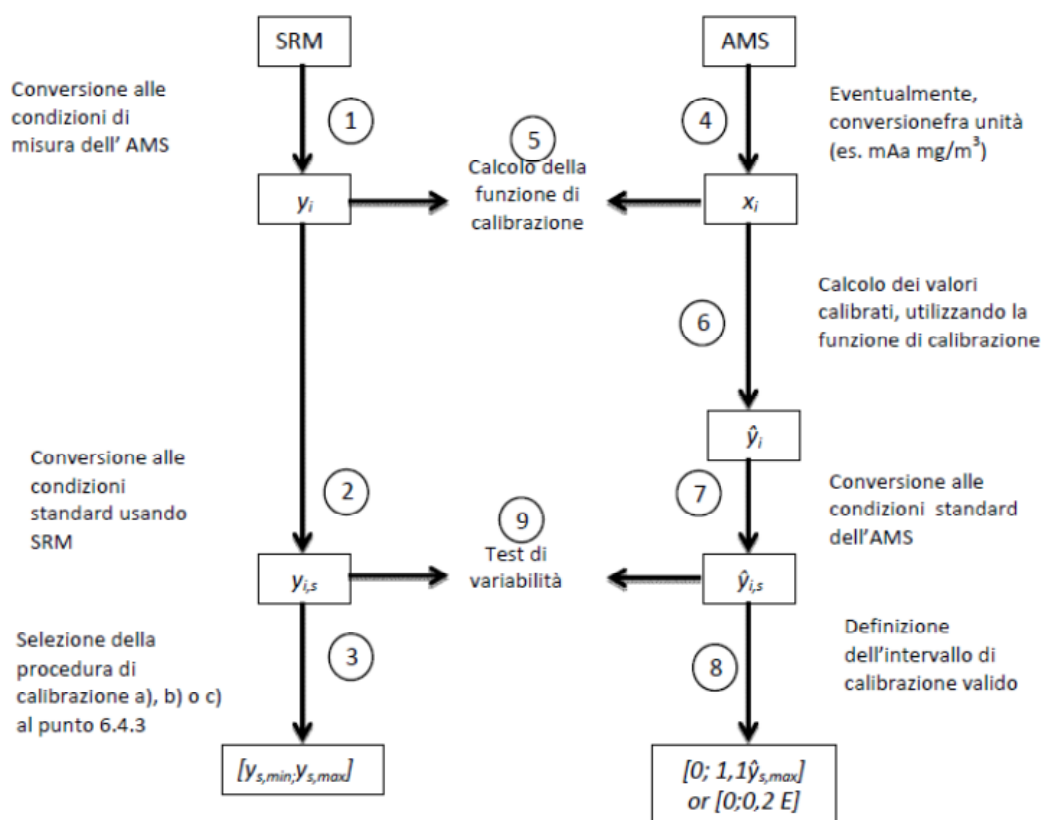 SRM
AMS
Conversione alle
condizioni di
misura dell' AMS
1
5
4
Eventualmente,
conversionefra unità
(es. mAa mg/m³)
Calcolo della
funzione di
calibrazione
yi
xi
Calcolo dei valori
calibrati, utilizzando la
funzione di calibrazione
6
ŷi
Conversione alle
condizioni
standard usando
SRM
2
9
7
Conversione alle
condizioni standard
dell'AMS
Test di
variabilità
yi,s
ŷi,s
Selezione della
procedura di
calibrazione a), b) o c)
al punto 6.4.3
3
8
Definizione
dell'intervallo di
calibrazione valido
[ys,min;ys,max]
[0; 1,1ŷs,max]
or [0;0,2 E]